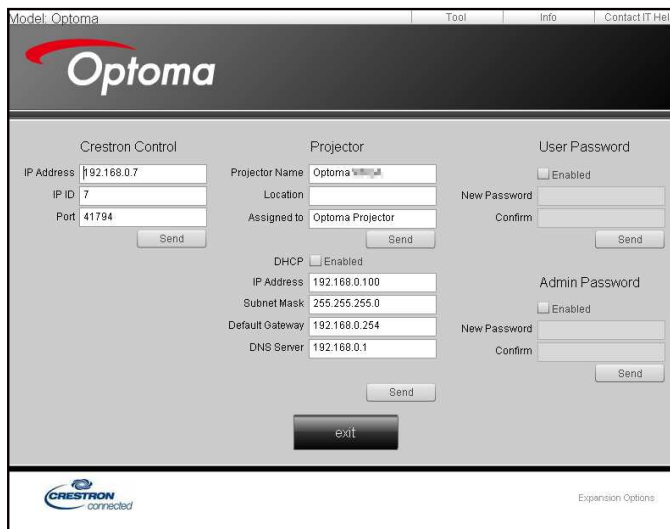 Model: Optoma
Tool
Info
Contact IT Hel
Optoma
Crestron Control
IP Address 192.168.0.7
IP ID 7
Port 41794
Send
Projector
Projector Name Optoma
Location
Assigned to Optoma Projector
Send
DHCP Enabled
IP Address 192.168.0.100
Subnet Mask 255.255.255.0
Default Gateway 192.168.0.254
DNS Server 192.168.0.1
Send
User Password
Enabled
New Password
Confirm
Send
Admin Password
Enabled
New Password
Confirm
Send
exit
CRESTRON
connected
Expansion Options